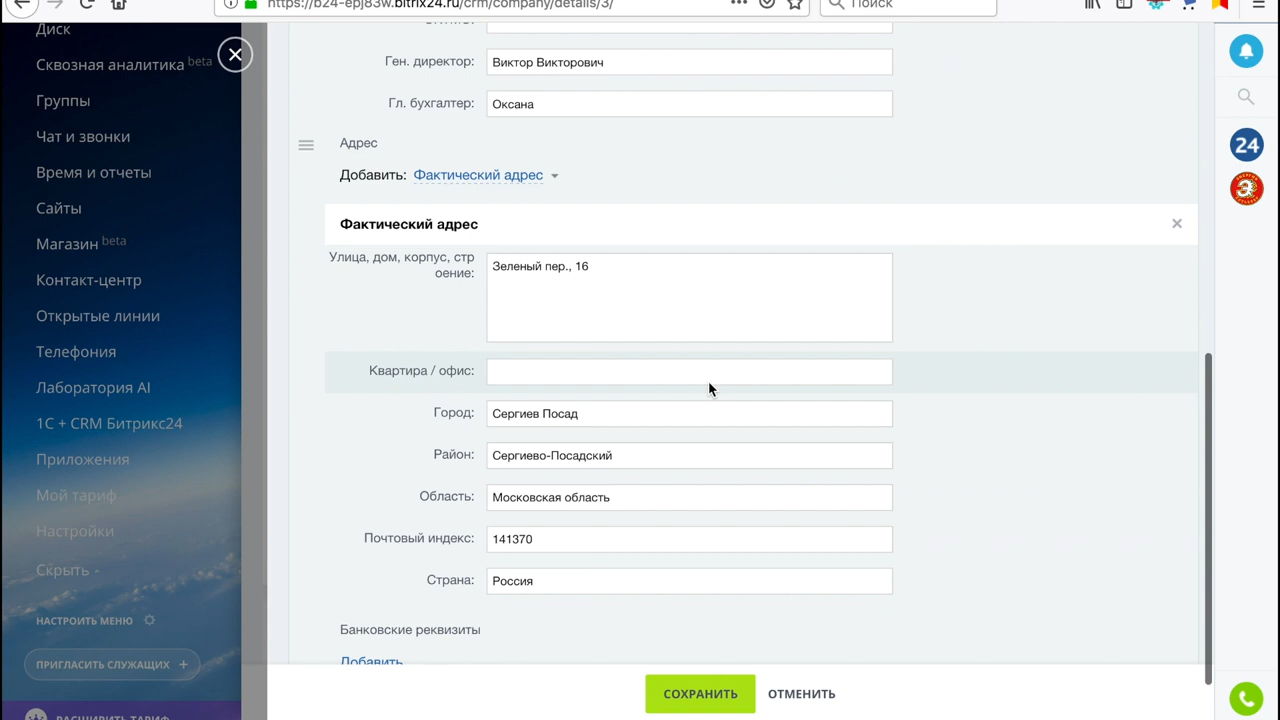 https://b24-epj83w.bitrix24.ru/crm/company/details/3/
Поиск
Диск
Сквозная аналитика beta
Группы
Чат и звонки
Время и отчеты
Сайты
Магазин beta
Контакт-центр
Открытые линии
Телефония
Лаборатория AI
1С + CRM Битрикс24
Приложения
Мой тариф
Настройки
Скрыть
НАСТРОИТЬ МЕНЮ
ПРИГЛАСИТЬ СЛУЖАЩИХ +
РАСШИРИТЬ ТАРИФ
Ген. директор: Виктор Викторович
Гл. бухгалтер: Оксана
Адрес
Добавить: Фактический адрес
Фактический адрес
Улица, дом, корпус, стр
оение: Зеленый пер., 16
Квартира / офис:
Город: Сергиев Посад
Район: Сергиево-Посадский
Область: Московская область
Почтовый индекс: 141370
Страна: Россия
Банковские реквизиты
Добавить
СОХРАНИТЬ ОТМЕНИТЬ
24